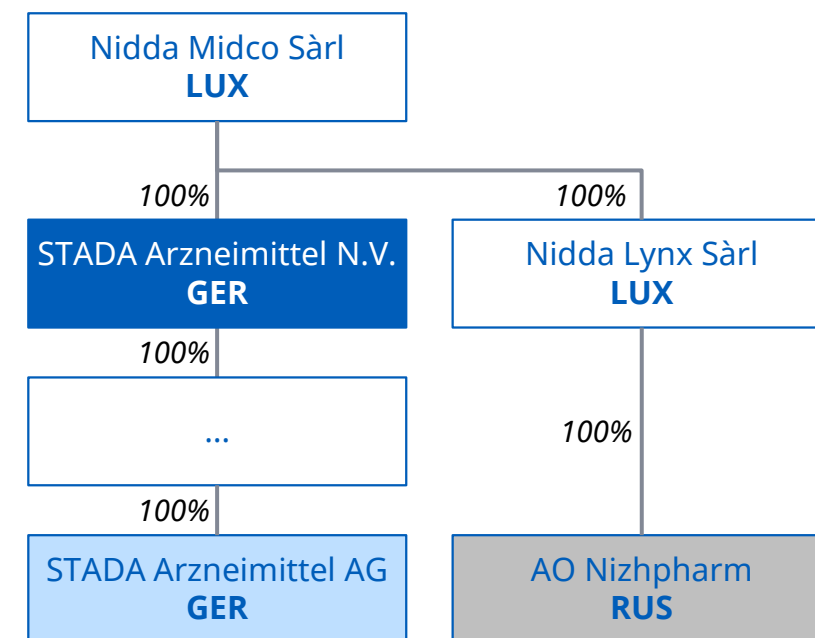 Nidda Midco Sàrl
LUX
100%
100%
STADA Arzneimittel N.V.
GER
Nidda Lynx Sàrl
LUX
100%
...
100%
100%
STADA Arzneimittel AG
GER
AO Nizhpharm
RUS